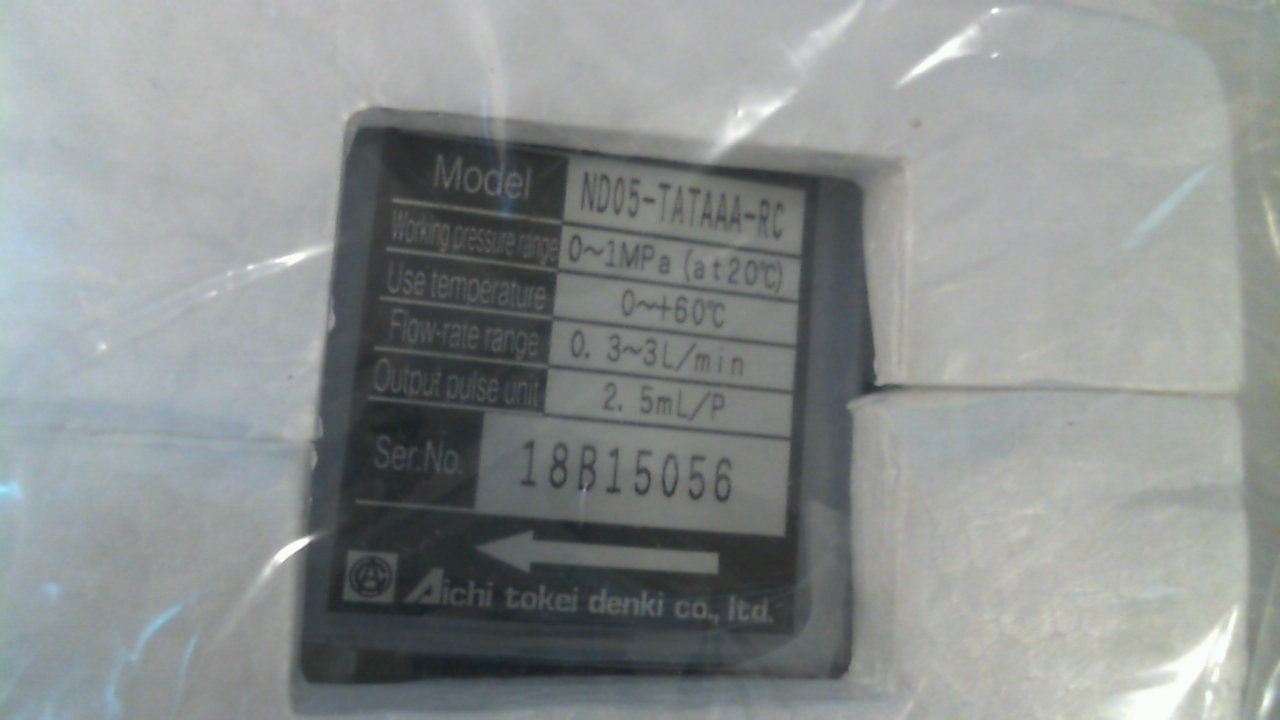 Model ND05-TATAAA-RC
Working pressure range 0~1MPa (at20℃)
Use temperature 0~+60℃
Flow-rate range 0.3~3L/min
Output pulse unit 2.5mL/P
Ser.No. 18B15056
Aichi tokei denki co., ltd.